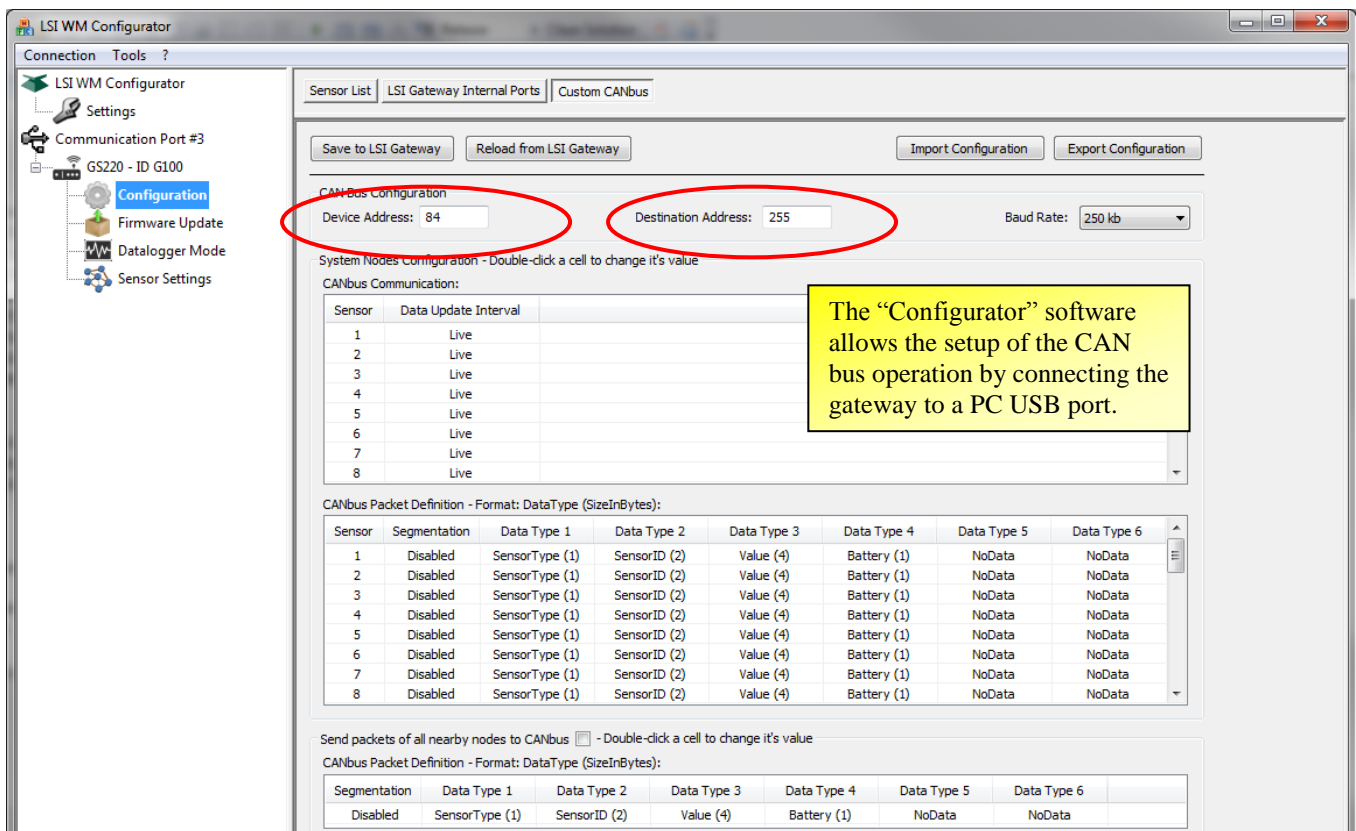 LSI WM Configurator
Connection Tools ?
LSI WM Configurator
Settings
Communication Port #3
GS220 - ID G100
Configuration
Firmware Update
Datalogger Mode
Sensor Settings
Sensor List LSI Gateway Internal Ports Custom CANbus
Save to LSI Gateway Reload from LSI Gateway Import Configuration Export Configuration
CAN Bus Configuration
Device Address: 84 Destination Address: 255 Baud Rate: 250 kb
System Nodes Configuration - Double-click a cell to change it's value
CANbus Communication:
Sensor Data Update Interval
1 Live
2 Live
3 Live
4 Live
5 Live
6 Live
7 Live
8 Live
The “Configurator” software
allows the setup of the CAN
bus operation by connecting the
gateway to a PC USB port.
CANbus Packet Definition - Format: DataType (SizeInBytes):
Sensor Segmentation Data Type 1 Data Type 2 Data Type 3 Data Type 4 Data Type 5 Data Type 6
1 Disabled SensorType (1) SensorID (2) Value (4) Battery (1) NoData NoData
2 Disabled SensorType (1) SensorID (2) Value (4) Battery (1) NoData NoData
3 Disabled SensorType (1) SensorID (2) Value (4) Battery (1) NoData NoData
4 Disabled SensorType (1) SensorID (2) Value (4) Battery (1) NoData NoData
5 Disabled SensorType (1) SensorID (2) Value (4) Battery (1) NoData NoData
6 Disabled SensorType (1) SensorID (2) Value (4) Battery (1) NoData NoData
7 Disabled SensorType (1) SensorID (2) Value (4) Battery (1) NoData NoData
8 Disabled SensorType (1) SensorID (2) Value (4) Battery (1) NoData NoData
Send packets of all nearby nodes to CANbus - Double-click a cell to change it's value
CANbus Packet Definition - Format: DataType (SizeInBytes):
Segmentation Data Type 1 Data Type 2 Data Type 3 Data Type 4 Data Type 5 Data Type 6
Disabled SensorType (1) SensorID (2) Value (4) Battery (1) NoData NoData